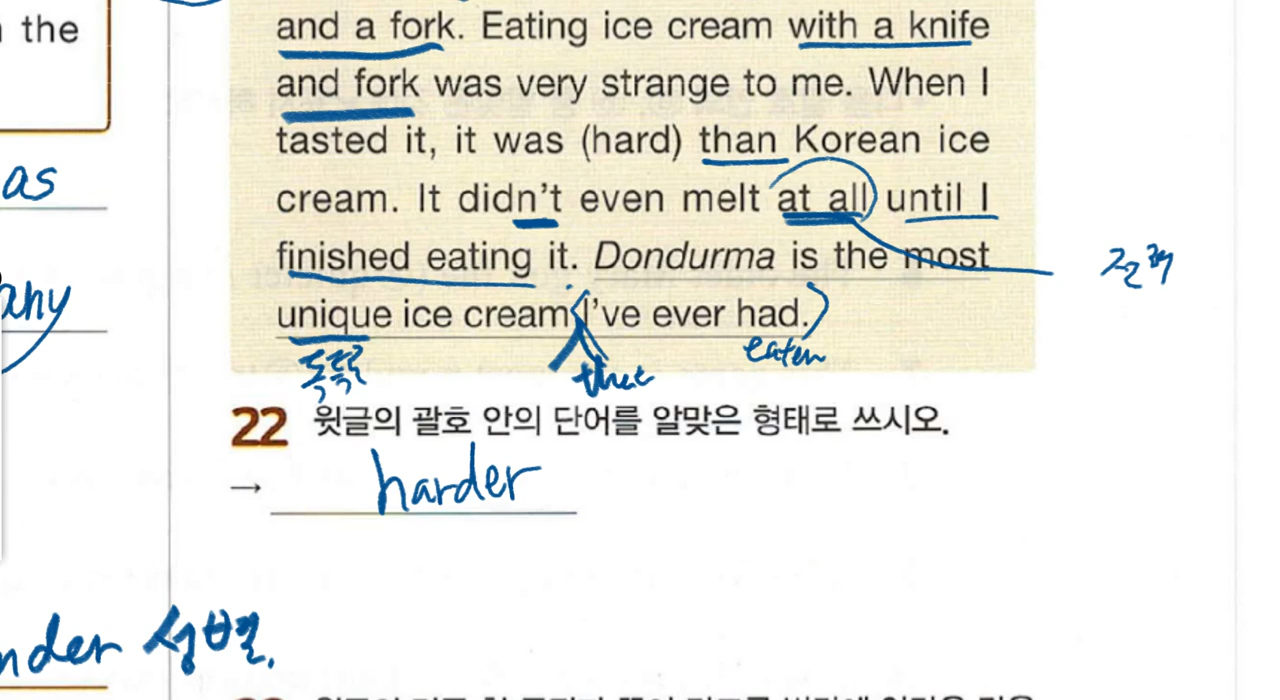 the
and a fork. Eating ice cream with a knife
and fork was very strange to me. When I
tasted it, it was (hard) than Korean ice
as
cream. It didn't even melt at all until I
finished eating it. Dondurma is the most
전혀
any
unique ice cream I've ever had.
독특
that
eaten
22 윗글의 괄호 안의 단어를 알맞은 형태로 쓰시오.
→ harder
nder 성별.